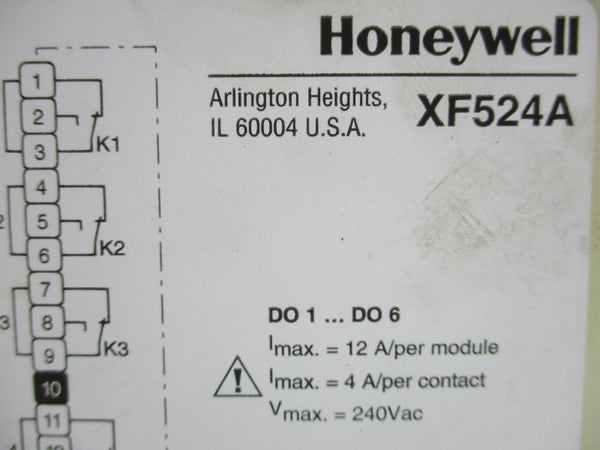 Honeywell
Arlington Heights,
IL 60004 U.S.A.
XF524A
1
2
3
K1
4
5
6
K2
7
8
9
3
K3
10
11
DO 1 ... DO 6
Imax. = 12 A/per module
Imax. = 4 A/per contact
Vmax. = 240Vac